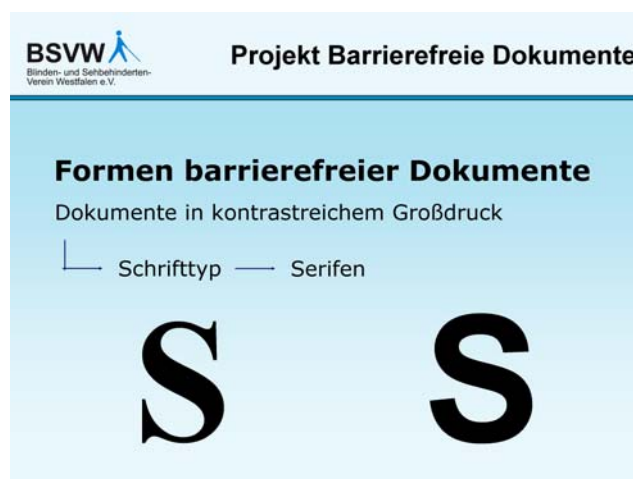 BSVW
Blinden- und Sehbehinderten-
Verein Westfalen e.V.
Projekt Barrierefreie Dokumente
Formen barrierefreier Dokumente
Dokumente in kontrastreichem Großdruck
Schrifttyp Serifen
S S